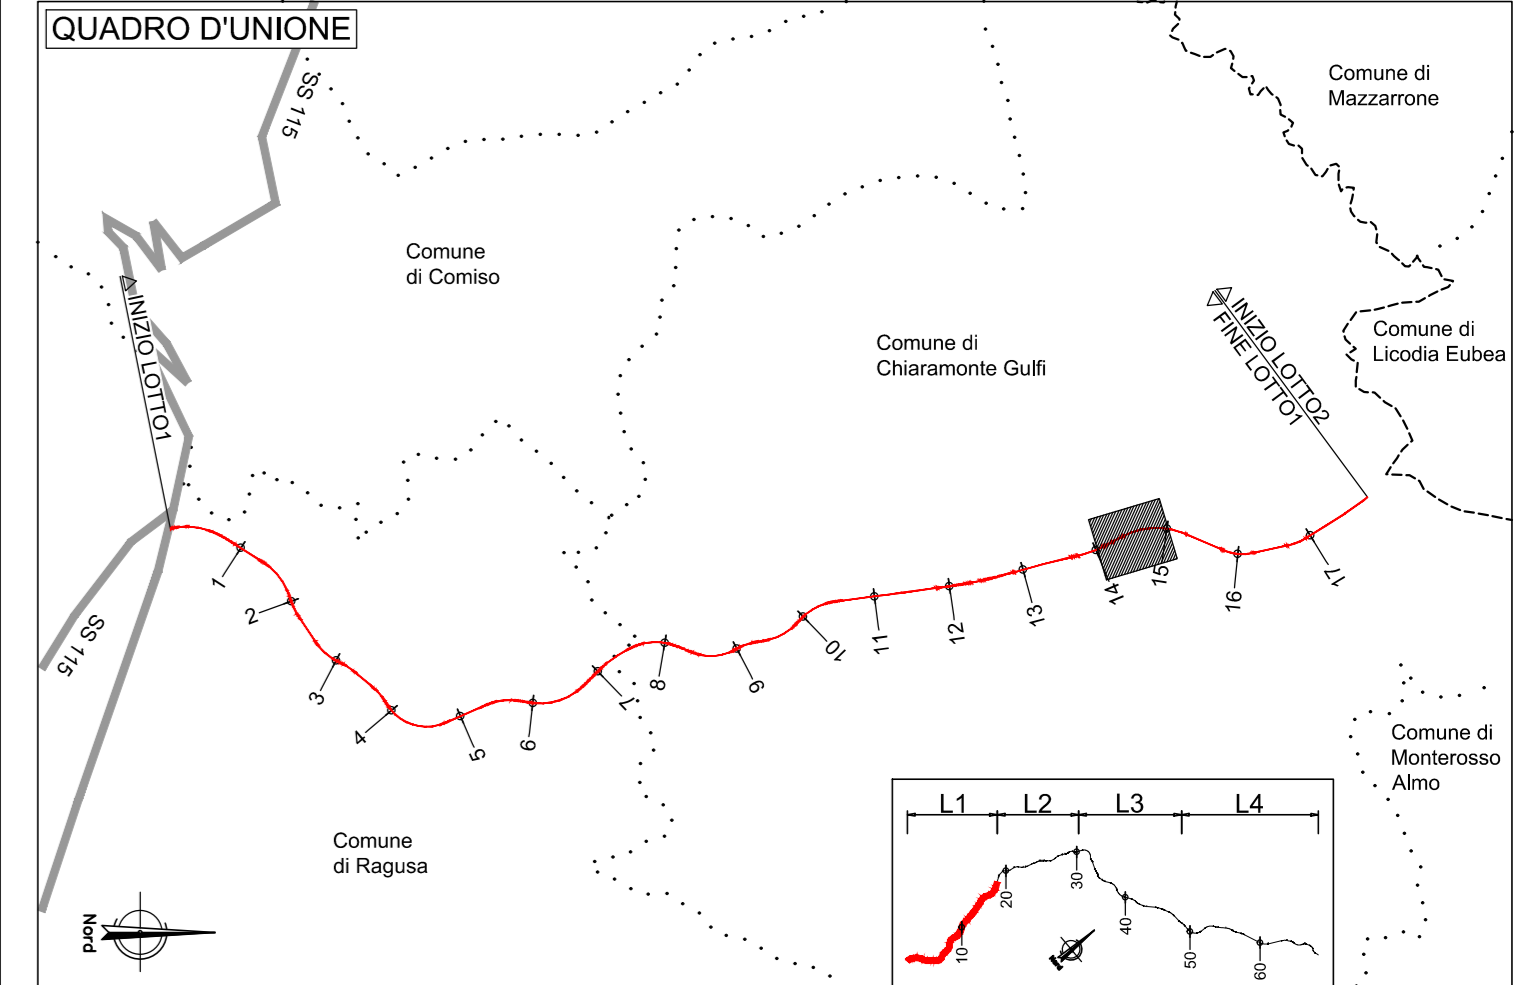 QUADRO D'UNIONE
SS 115
Comune di
Mazzarrone
Comune
di Comiso
INIZIO LOTTO1
Comune di
Chiaramonte Gulfi
INIZIO LOTTO2
FINE LOTTO1
Comune di
Licodia Eubea
1
2
3
4
5
6
7
8
9
10
11
12
13
14
15
16
17
SS 115
Comune di
Monterosso
Almo
Comune
di Ragusa
Nord
L1 L2 L3 L4
10
20
30
40
50
60